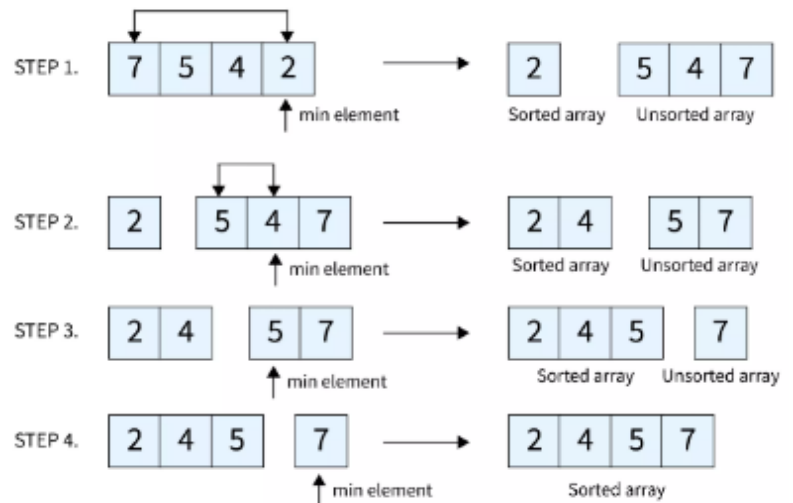 STEP 1. 7 5 4 2 2 5 4 7
min element Sorted array Unsorted array
STEP 2. 2 5 4 7 2 4 5 7
min element Sorted array Unsorted array
STEP 3. 2 4 5 7 2 4 5 7
min element Sorted array Unsorted array
STEP 4. 2 4 5 7 2 4 5 7
min element Sorted array